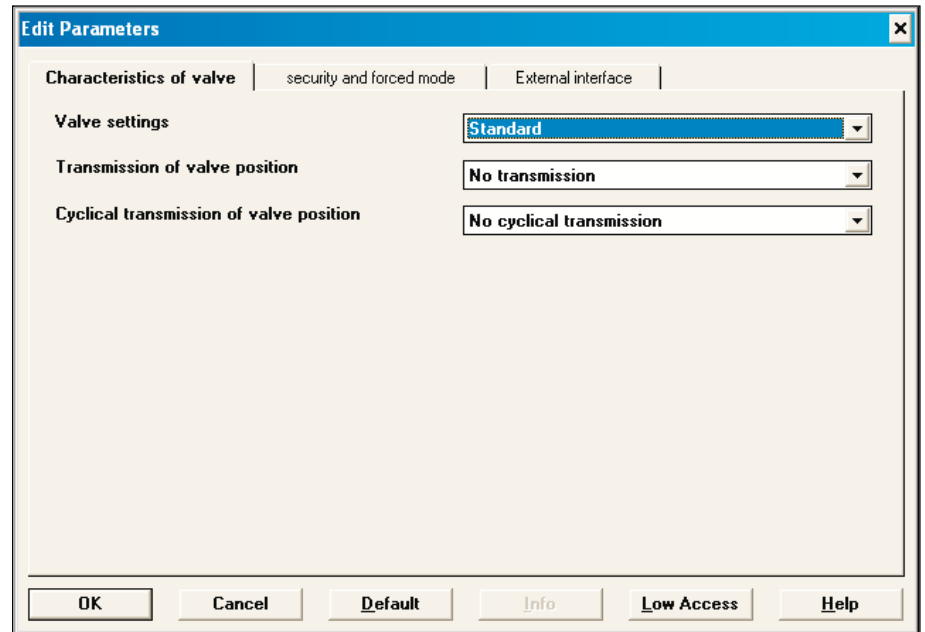 Edit Parameters
Characteristics of valve security and forced mode External interface
Valve settings Standard
Transmission of valve position No transmission
Cyclical transmission of valve position No cyclical transmission
OK Cancel Default Info Low Access Help